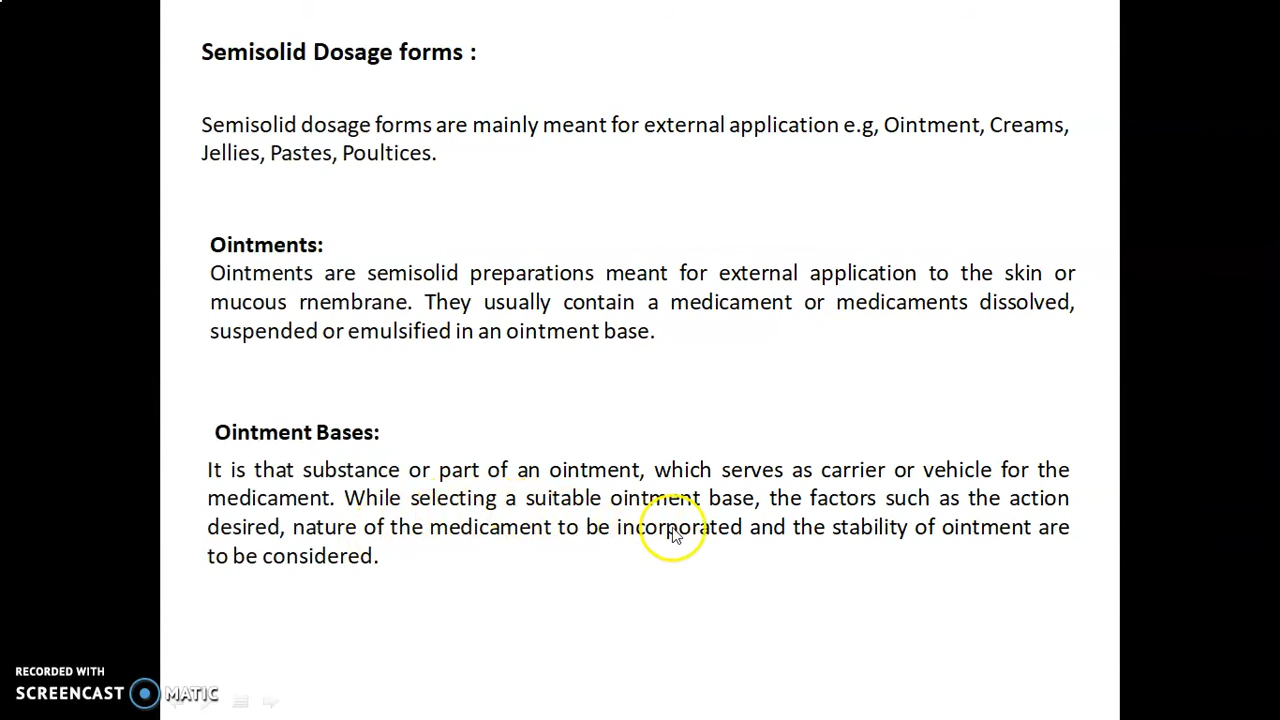 Semisolid Dosage forms :
Semisolid dosage forms are mainly meant for external application e.g, Ointment, Creams,
Jellies, Pastes, Poultices.
Ointments:
Ointments are semisolid preparations meant for external application to the skin or
mucous rnembrane. They usually contain a medicament or medicaments dissolved,
suspended or emulsified in an ointment base.
Ointment Bases:
It is that substance or part of an ointment, which serves as carrier or vehicle for the
medicament. While selecting a suitable ointment base, the factors such as the action
desired, nature of the medicament to be incorporated and the stability of ointment are
to be considered.
RECORDED WITH
SCREENCAST MATIC